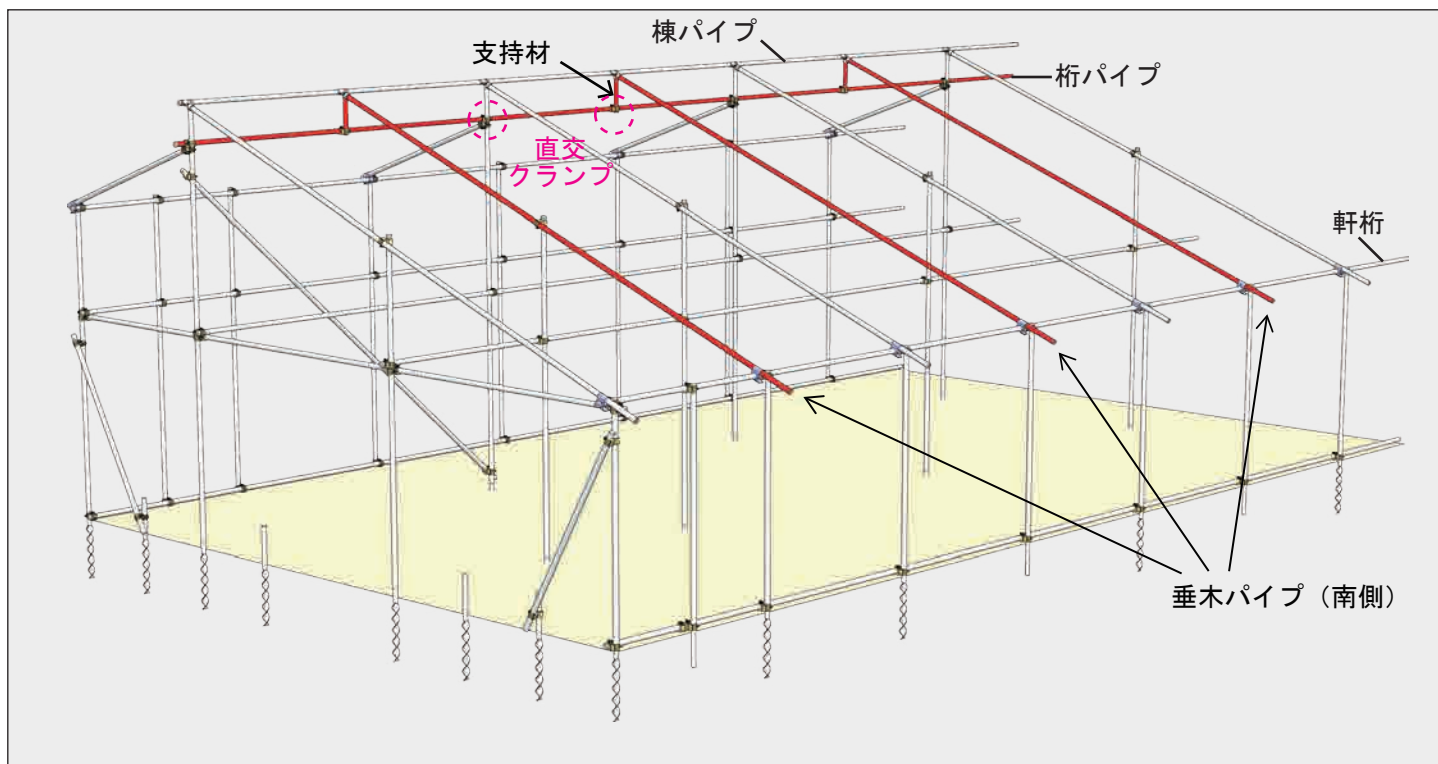 棟パイプ
支持材
桁パイプ
直交
クランプ
軒桁
垂木パイプ（南側）